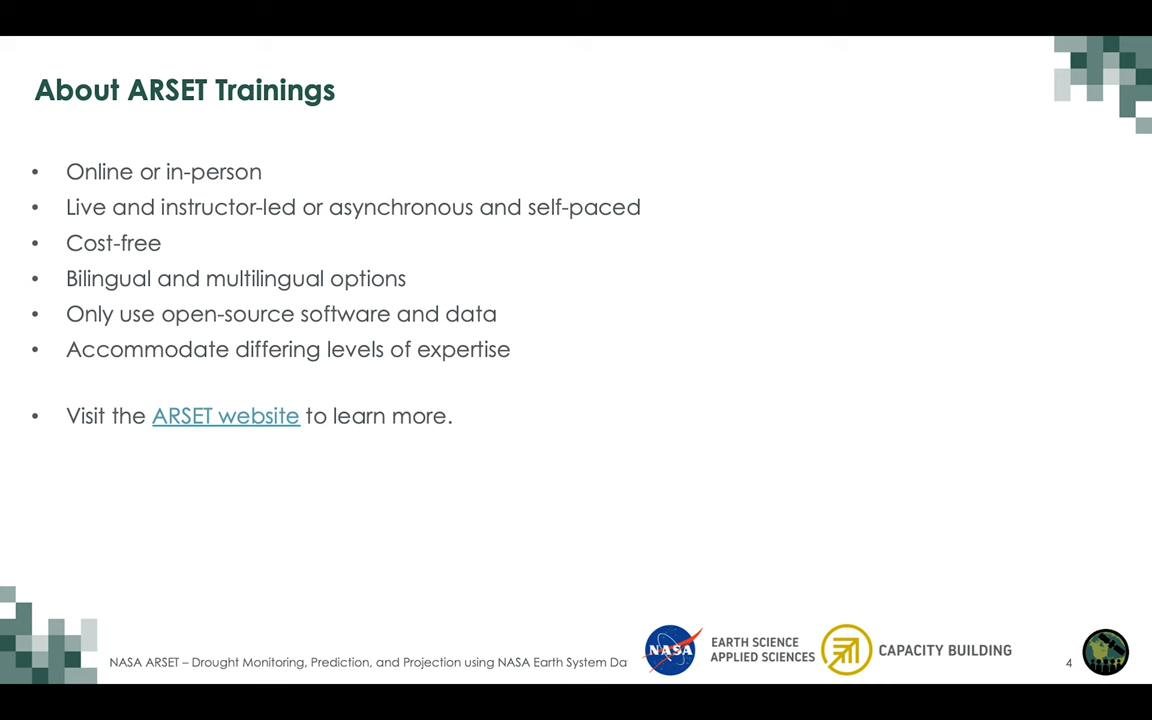 About ARSET Trainings
• Online or in-person
• Live and instructor-led or asynchronous and self-paced
• Cost-free
• Bilingual and multilingual options
• Only use open-source software and data
• Accommodate differing levels of expertise
• Visit the ARSET website to learn more.
NASA ARSET – Drought Monitoring, Prediction, and Projection using NASA Earth System Da
NASA
EARTH SCIENCE
APPLIED SCIENCES
CAPACITY BUILDING
4